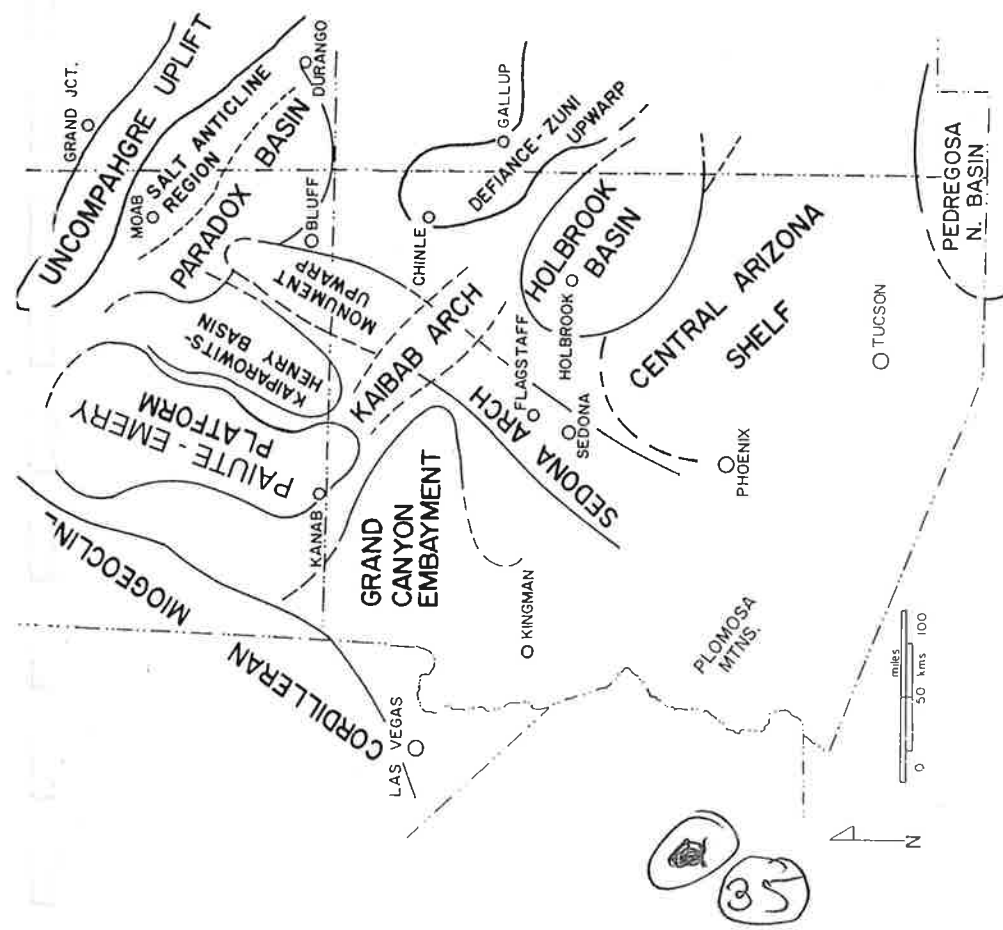 GRAND JCT.
UNCOMPAHGRE UPLIFT
MOAB
SALT ANTICLINE
REGION
DURANGO
PARADOX BASIN
BLUFF
MONUMENT
UPWARP
KAIPAROWITS-
HENRY BASIN
PAIUTE - EMERY
PLATFORM
KANAB
CORDILLERAN MIOGEOCLINE
LAS VEGAS
GRAND
CANYON
EMBAYMENT
KAIBAB ARCH
CHINLE
GALLUP
DEFIANCE - ZUNI
UPWARP
SEDONA ARCH
FLAGSTAFF
SEDONA
HOLBROOK
HOLBROOK
BASIN
KINGMAN
CENTRAL ARIZONA
SHELF
PHOENIX
PLOMOSA
MTNS.
TUCSON
PEDREGOSA
N. BASIN
miles
0 50 100
kms
N
35